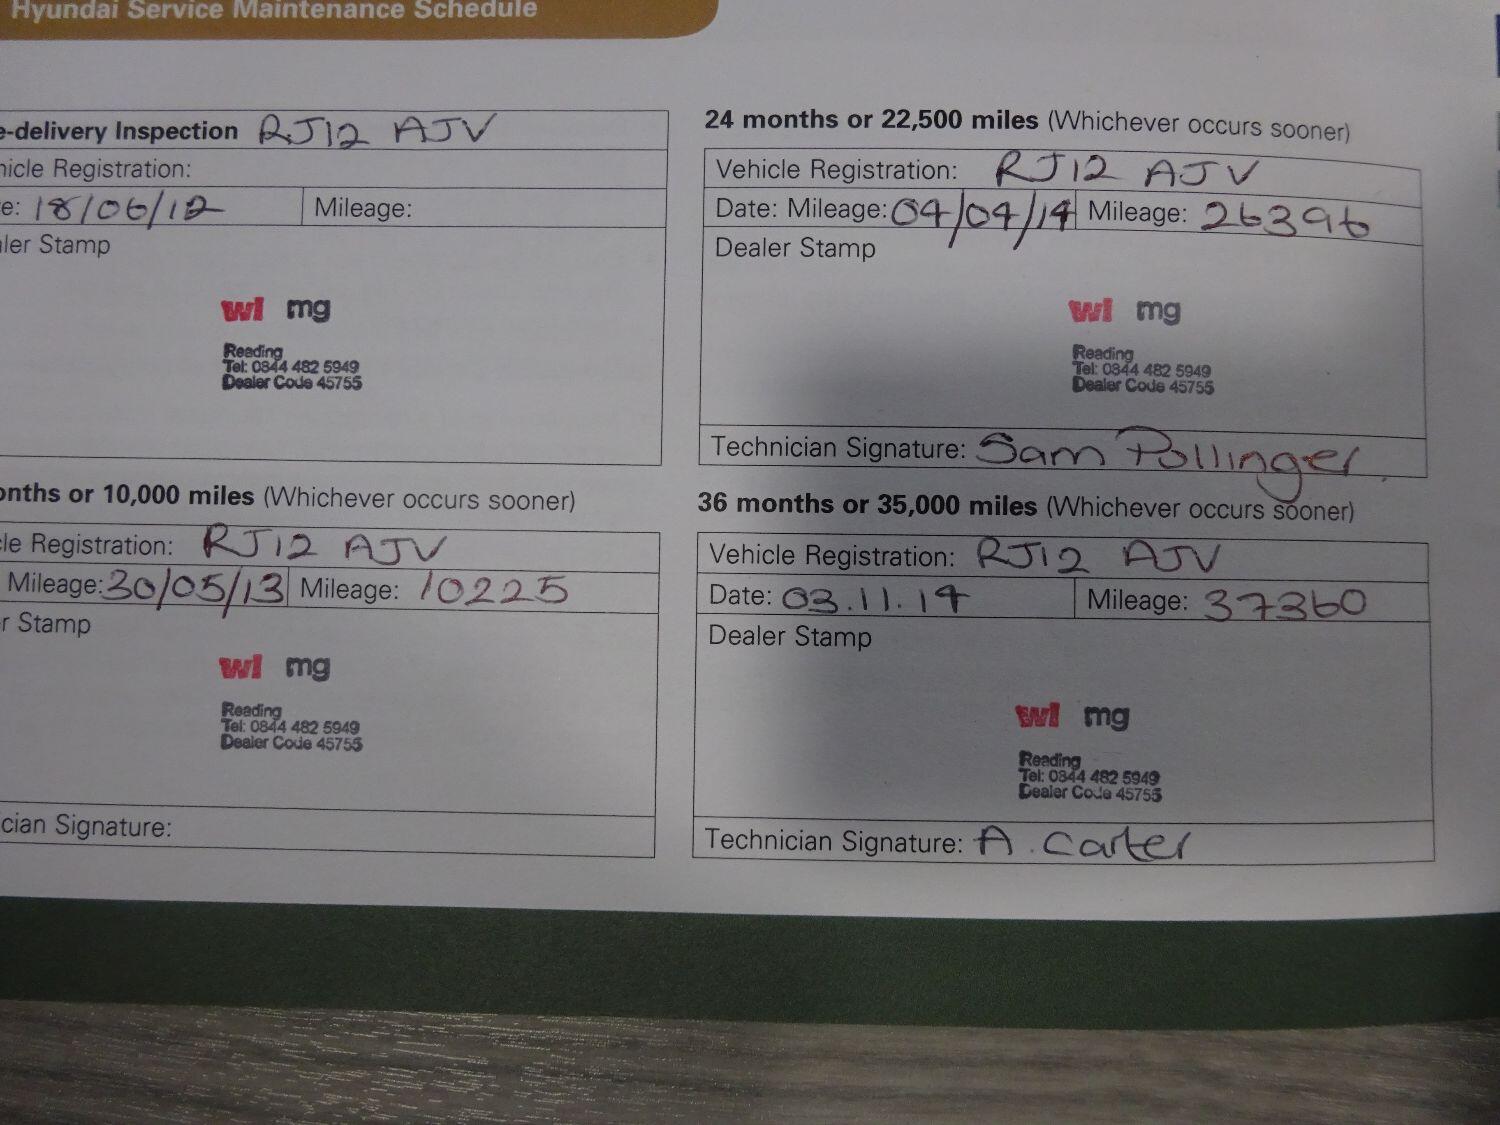 Hyundai Service Maintenance Schedule
e-delivery Inspection RJ12 AJV
hicle Registration:
e: 18/06/12 Mileage:
aler Stamp
wl mg
Reading
Tel: 0844 482 5949
Dealer Code 45755
onths or 10,000 miles (Whichever occurs sooner)
cle Registration: RJ12 AJV
Mileage: 30/05/13 Mileage: 10225
r Stamp
wl mg
Reading
Tel: 0844 482 5949
Dealer Code 45755
cian Signature:
24 months or 22,500 miles (Whichever occurs sooner)
Vehicle Registration: RJ12 AJV
Date: Mileage: 04/04/14 Mileage: 26396
Dealer Stamp
wl mg
Reading
Tel: 0844 482 5949
Dealer Code 45755
Technician Signature: Sam Pollinger
36 months or 35,000 miles (Whichever occurs sooner)
Vehicle Registration: RJ12 AJV
Date: 03.11.14 Mileage: 37360
Dealer Stamp
wl mg
Reading
Tel: 0844 482 5949
Dealer Code 45755
Technician Signature: A. Carter